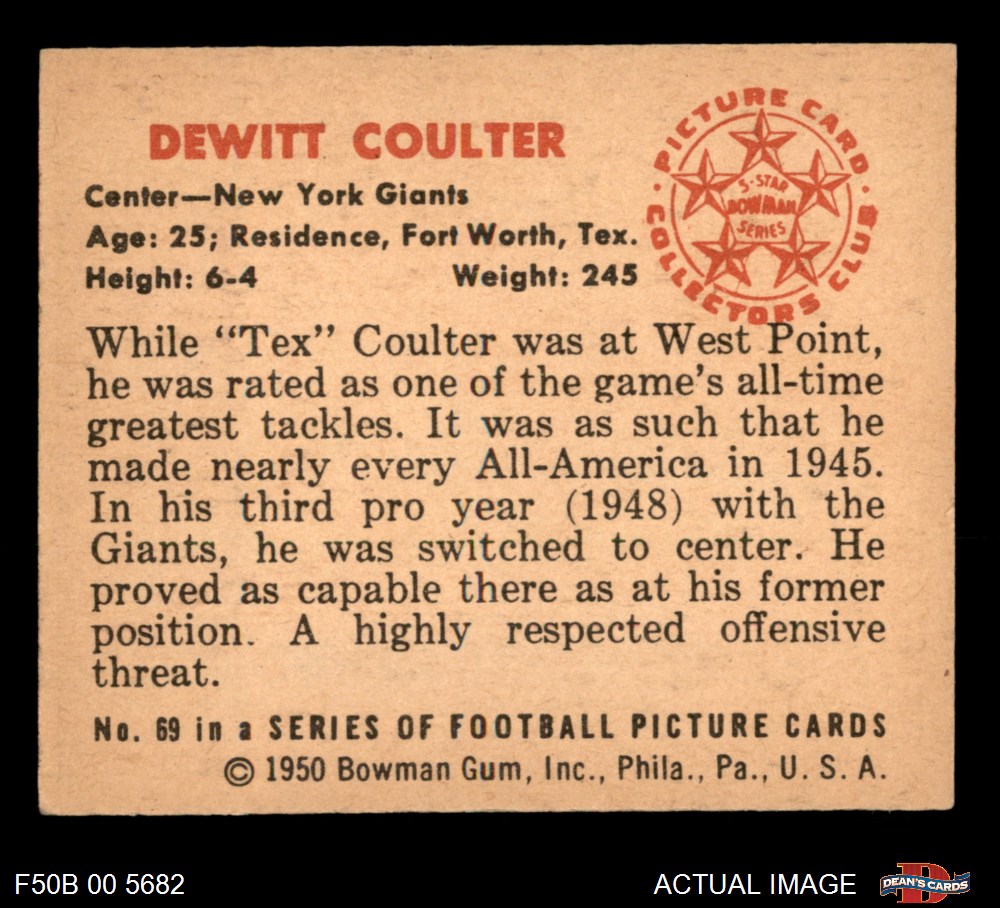 DEWITT COULTER
Center—New York Giants
Age: 25; Residence, Fort Worth, Tex.
Height: 6-4 Weight: 245
PICTURE CARD
COLLECTORS CLUB
5-STAR
BOWMAN
SERIES
While “Tex” Coulter was at West Point,
he was rated as one of the game's all-time
greatest tackles. It was as such that he
made nearly every All-America in 1945.
In his third pro year (1948) with the
Giants, he was switched to center. He
proved as capable there as at his former
position. A highly respected offensive
threat.
No. 69 in a SERIES OF FOOTBALL PICTURE CARDS
© 1950 Bowman Gum, Inc., Phila., Pa., U. S. A.
F50B 00 5682
ACTUAL IMAGE
D
DEAN'S CARDS